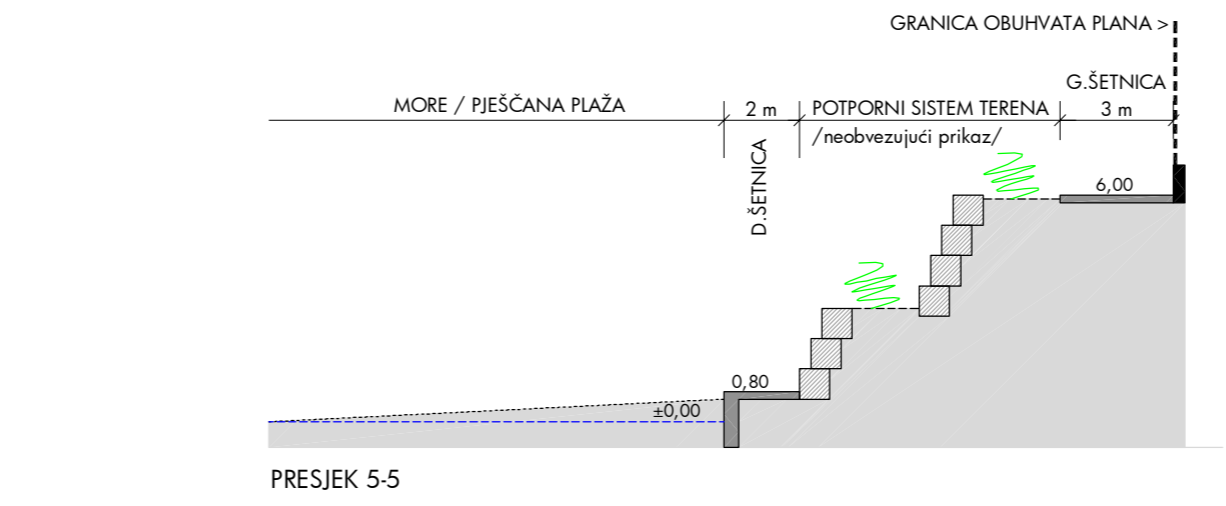 GRANICA OBUHVATA PLANA >
G.ŠETNICA
MORE / PJEŠČANA PLAŽA
2 m
POTPORNI SISTEM TERENA
3 m
/neobvezujući prikaz/
D.ŠETNICA
6,00
0,80
±0,00
PRESJEK 5-5